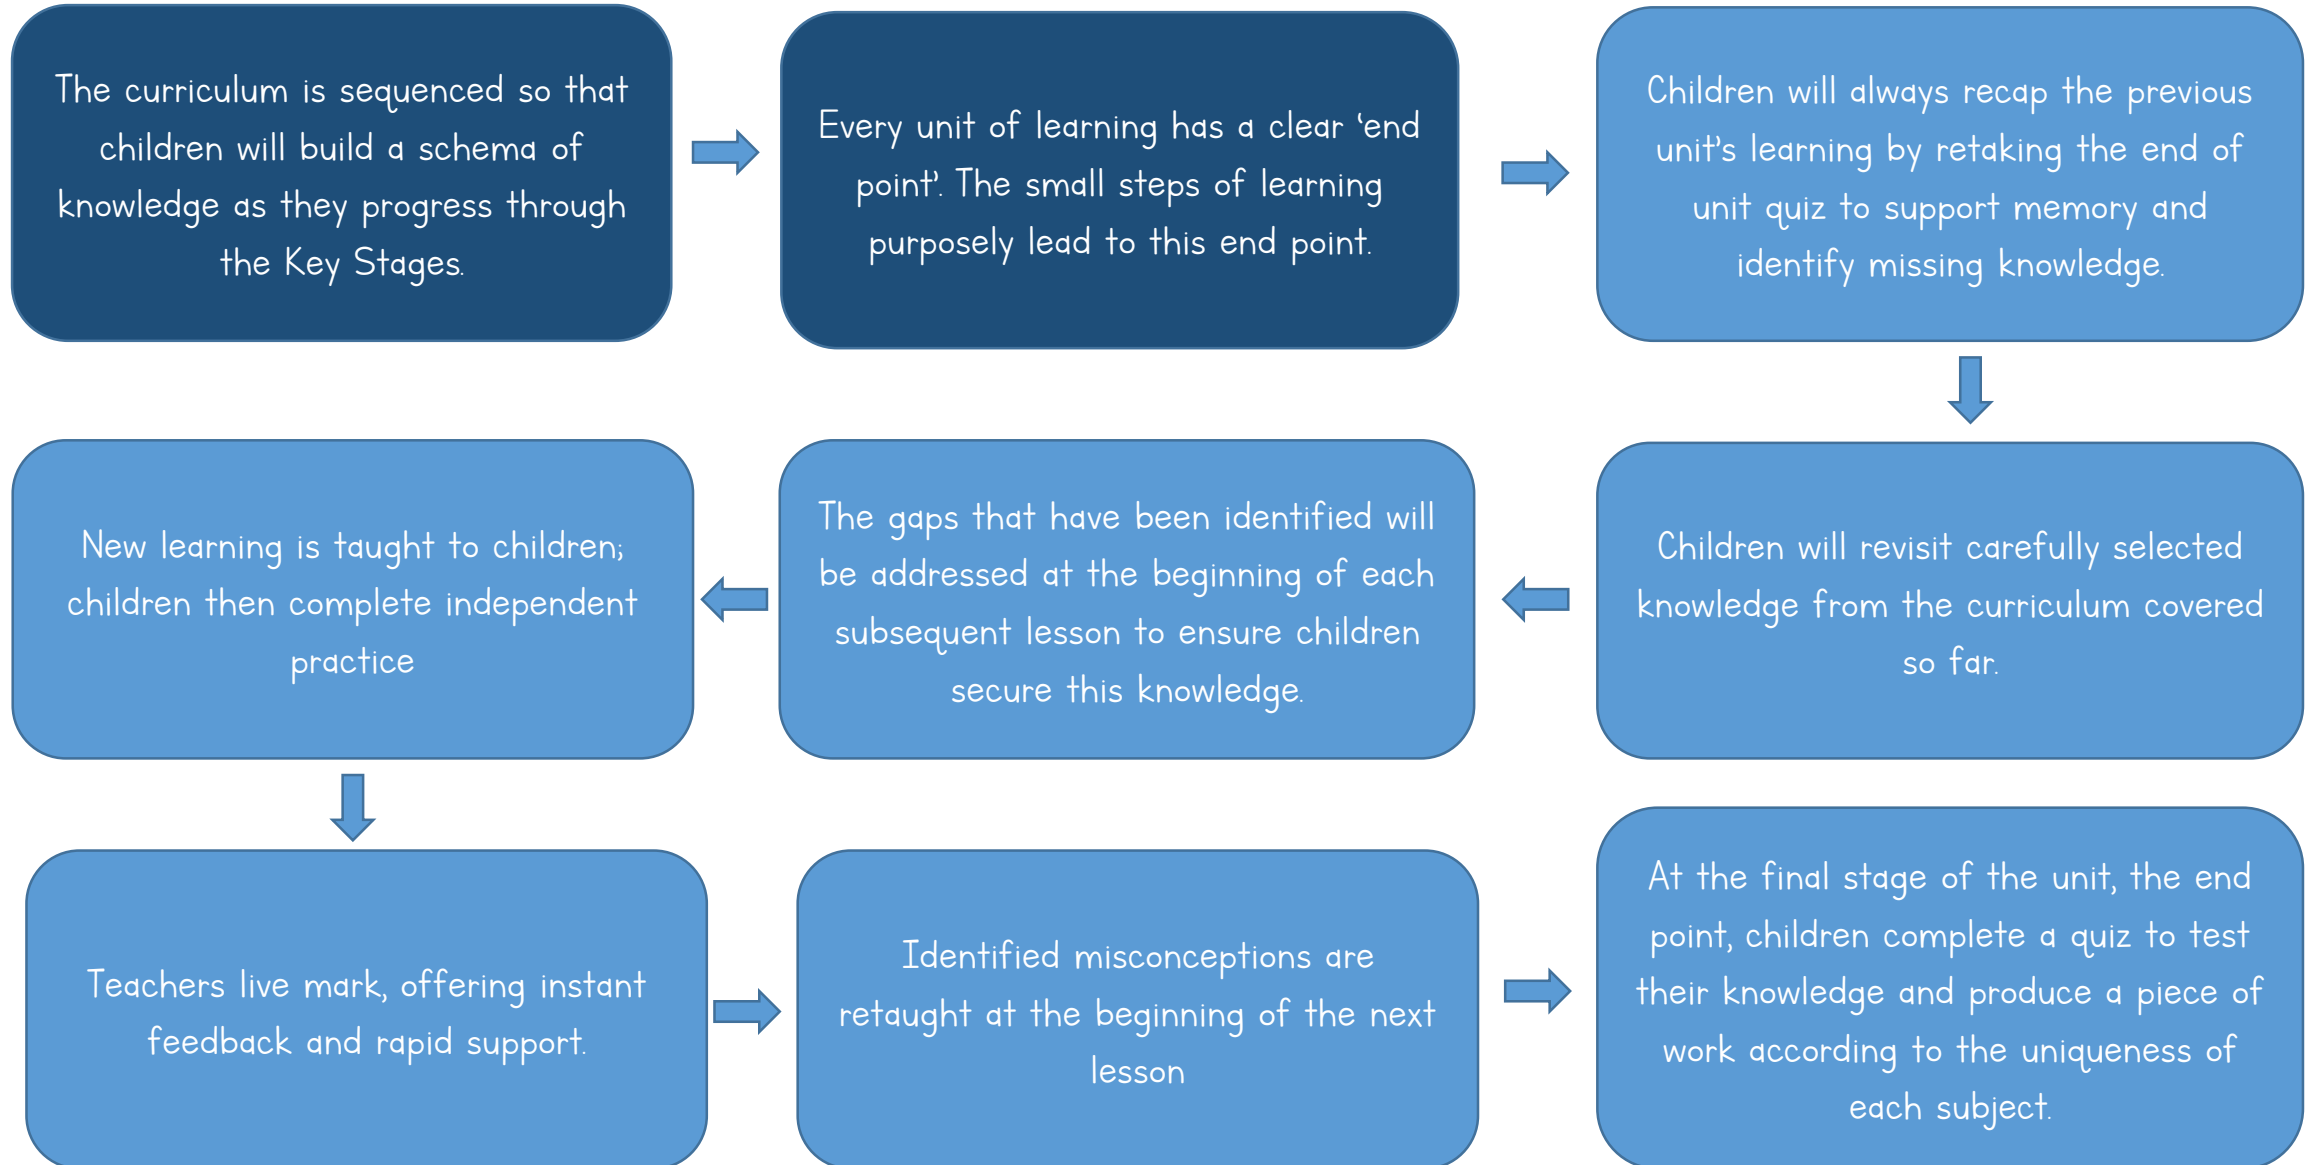 The curriculum is sequenced so that
children will build a schema of
knowledge as they progress through
the Key Stages.
Every unit of learning has a clear ‘end
point’. The small steps of learning
purposely lead to this end point.
Children will always recap the previous
unit’s learning by retaking the end of
unit quiz to support memory and
identify missing knowledge.
Children will revisit carefully selected
knowledge from the curriculum covered
so far.
The gaps that have been identified will
be addressed at the beginning of each
subsequent lesson to ensure children
secure this knowledge.
New learning is taught to children;
children then complete independent
practice
Teachers live mark, offering instant
feedback and rapid support.
Identified misconceptions are
retaught at the beginning of the next
lesson
At the final stage of the unit, the end
point, children complete a quiz to test
their knowledge and produce a piece of
work according to the uniqueness of
each subject.